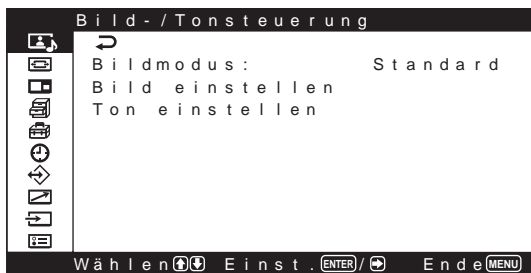 Bild-/Tonsteuerung
Bildmodus: Standard
Bild einstellen
Ton einstellen
Wählen Einst. ENTER / Ende MENU